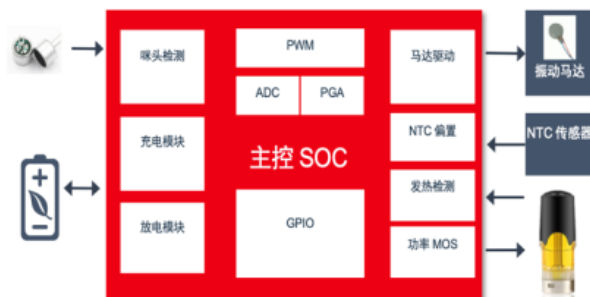 咪头检测
PWM
马达驱动
振动马达
ADC
PGA
充电模块
NTC 偏置
NTC 传感器
主控 SOC
发热检测
放电模块
GPIO
功率 MOS